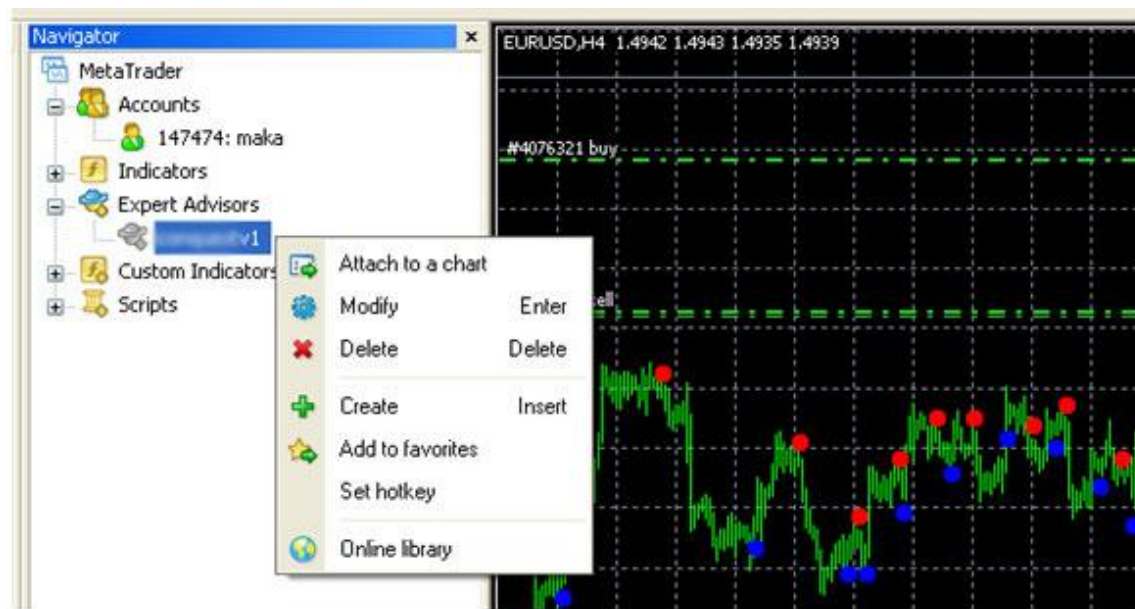 Navigator
MetaTrader
Accounts
147474: maka
Indicators
Expert Advisors
v1
Custom Indicators
Scripts
Attach to a chart
Modify Enter
Delete Delete
Create Insert
Add to favorites
Set hotkey
Online library
EURUSD,H4 1.4942 1.4943 1.4935 1.4939
#4076321 buy
ell